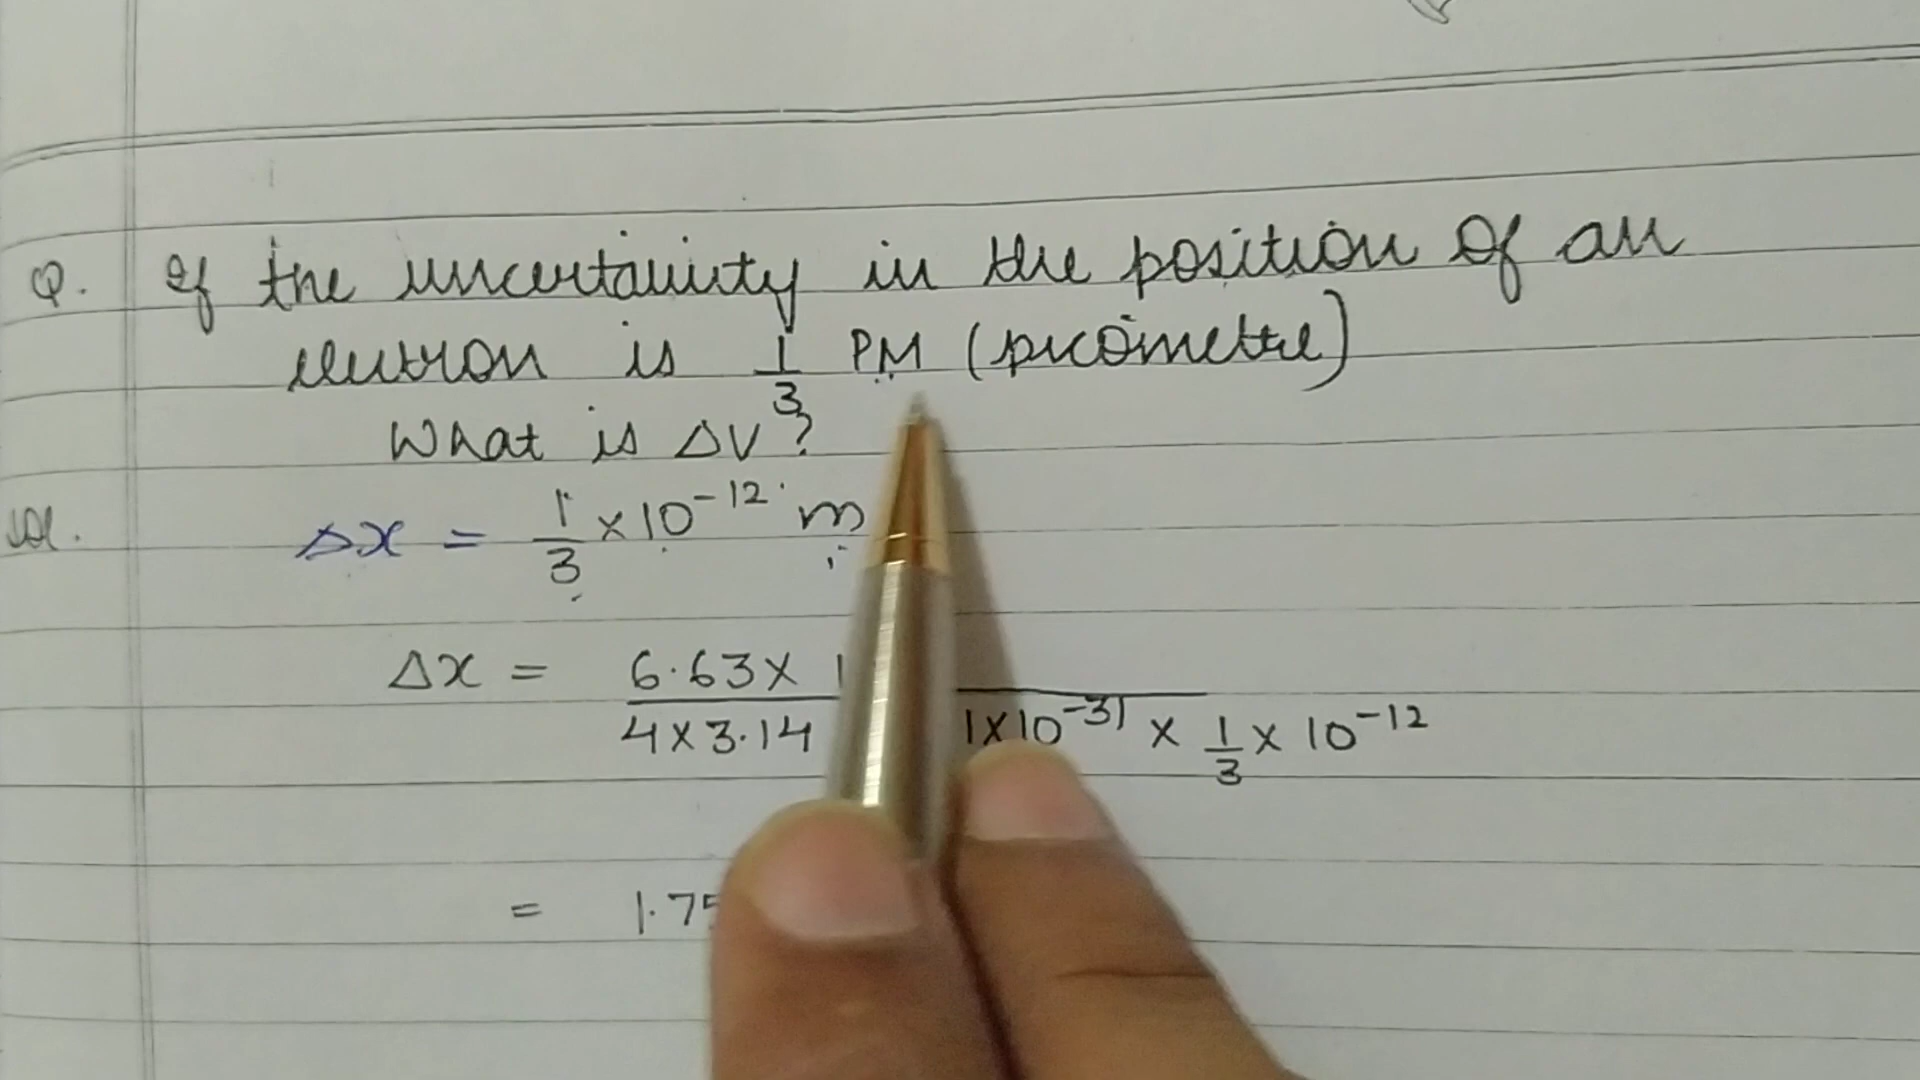 Q. If the uncertainity in the position of an
electron is 1/3 PM (picometre)
What is ΔV?
Δx = 1/3 × 10⁻¹² m
Δx = 6.63 × 1
4 × 3.14 1 × 10⁻³¹ × 1/3 × 10⁻¹²
= 1.75